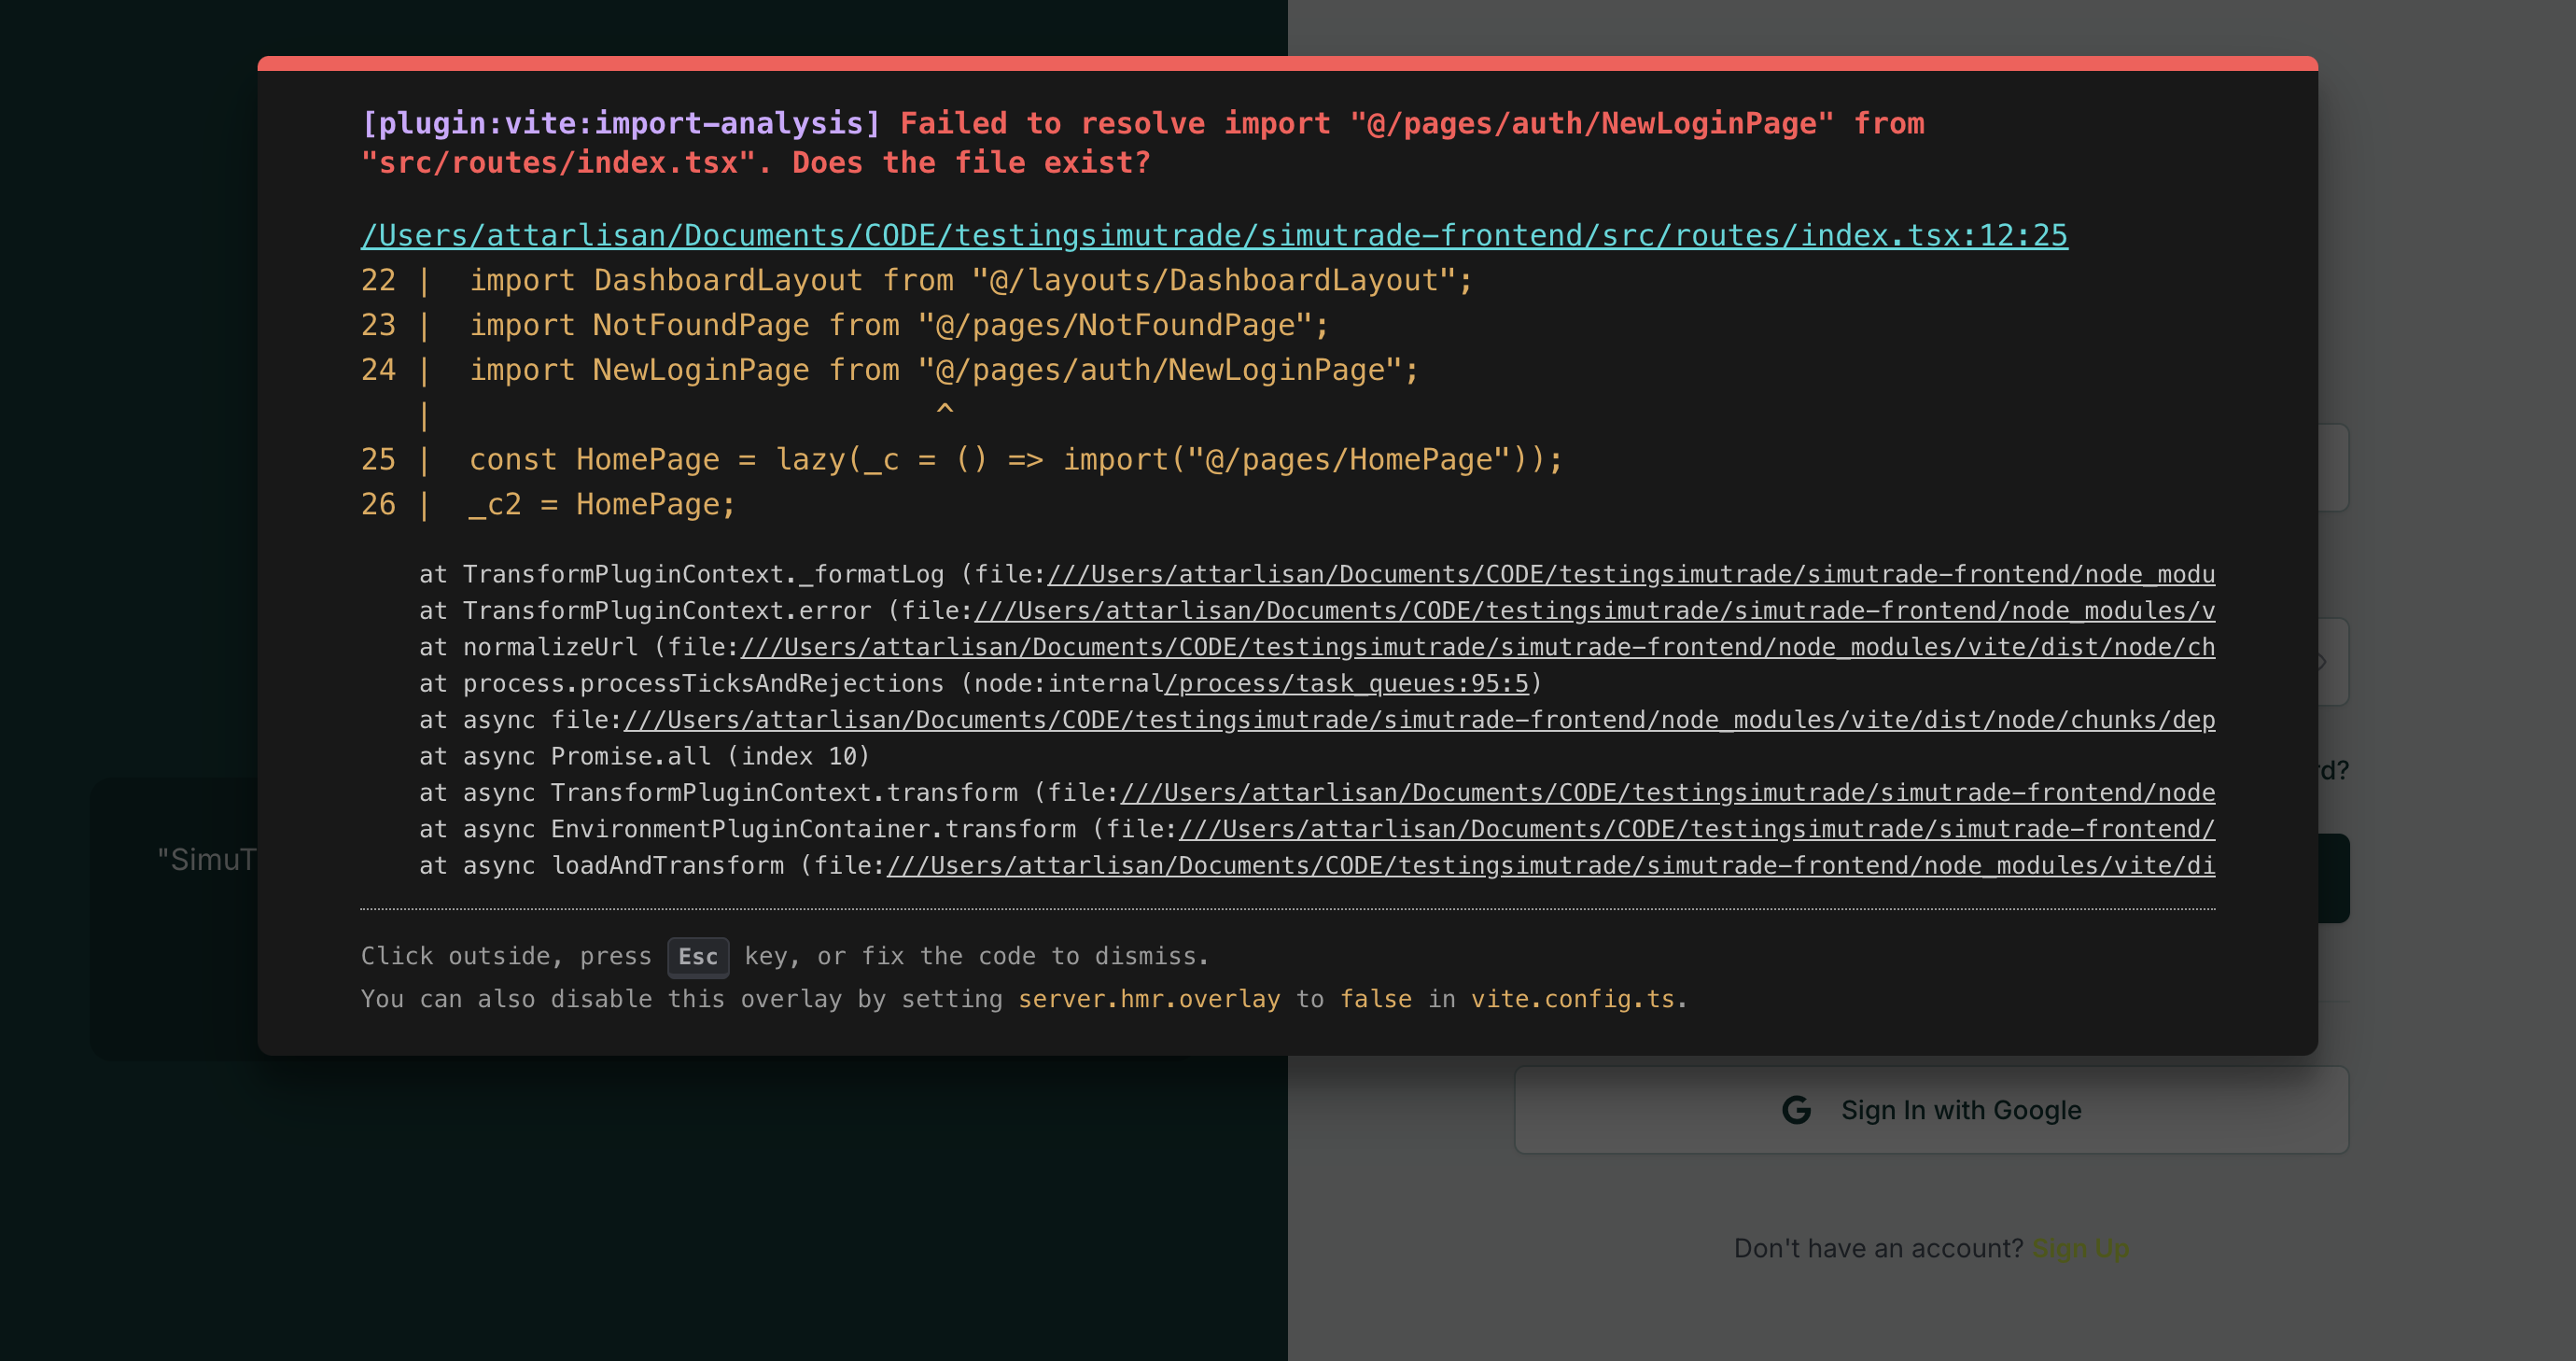 [plugin:vite:import-analysis] Failed to resolve import "@/pages/auth/NewLoginPage" from
"src/routes/index.tsx". Does the file exist?
/Users/attarlisan/Documents/CODE/testingsimutrade/simutrade-frontend/src/routes/index.tsx:12:25
22 |  import DashboardLayout from "@/layouts/DashboardLayout";
23 |  import NotFoundPage from "@/pages/NotFoundPage";
24 |  import NewLoginPage from "@/pages/auth/NewLoginPage";
   |                            ^
25 |  const HomePage = lazy(_c = () => import("@/pages/HomePage"));
26 |  _c2 = HomePage;
at TransformPluginContext._formatLog (file:///Users/attarlisan/Documents/CODE/testingsimutrade/simutrade-frontend/node_modu
at TransformPluginContext.error (file:///Users/attarlisan/Documents/CODE/testingsimutrade/simutrade-frontend/node_modules/v
at normalizeUrl (file:///Users/attarlisan/Documents/CODE/testingsimutrade/simutrade-frontend/node_modules/vite/dist/node/ch
at process.processTicksAndRejections (node:internal/process/task_queues:95:5)
at async file:///Users/attarlisan/Documents/CODE/testingsimutrade/simutrade-frontend/node_modules/vite/dist/node/chunks/dep
at async Promise.all (index 10)
at async TransformPluginContext.transform (file:///Users/attarlisan/Documents/CODE/testingsimutrade/simutrade-frontend/node
at async EnvironmentPluginContainer.transform (file:///Users/attarlisan/Documents/CODE/testingsimutrade/simutrade-frontend/
at async loadAndTransform (file:///Users/attarlisan/Documents/CODE/testingsimutrade/simutrade-frontend/node_modules/vite/di
Click outside, press Esc key, or fix the code to dismiss.
You can also disable this overlay by setting server.hmr.overlay to false in vite.config.ts.
rd?
"SimuT
Sign In with Google
Don't have an account? Sign Up